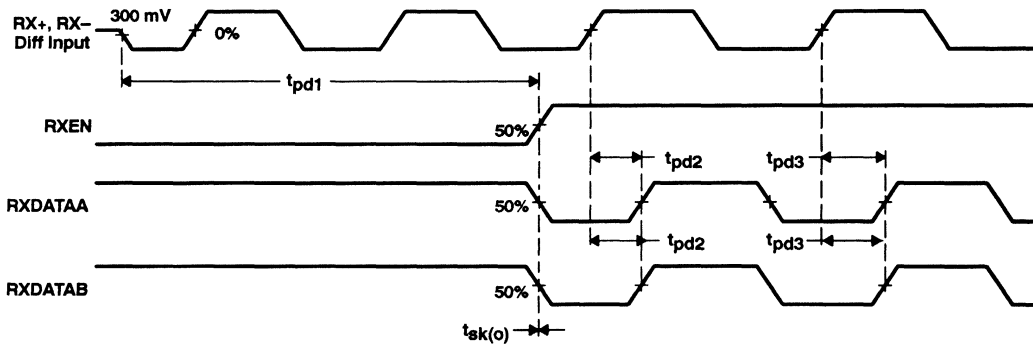 RX+, RX–
Diff Input
300 mV
0%
tpd1
RXEN
50%
tpd2
tpd3
RXDATAA
50%
tpd2
tpd3
RXDATAB
50%
tsk(o)